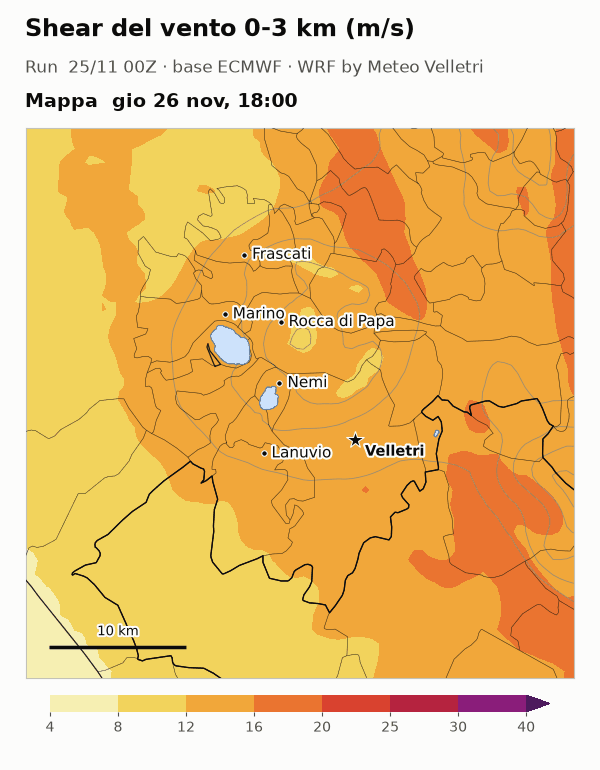 Shear del vento 0-3 km (m/s)
Run  25/11 00Z · base ECMWF · WRF by Meteo Velletri
Mappa  gio 26 nov, 18:00
Frascati
Marino
Rocca di Papa
Nemi
Velletri
Lanuvio
10 km
4 8 12 16 20 25 30 40